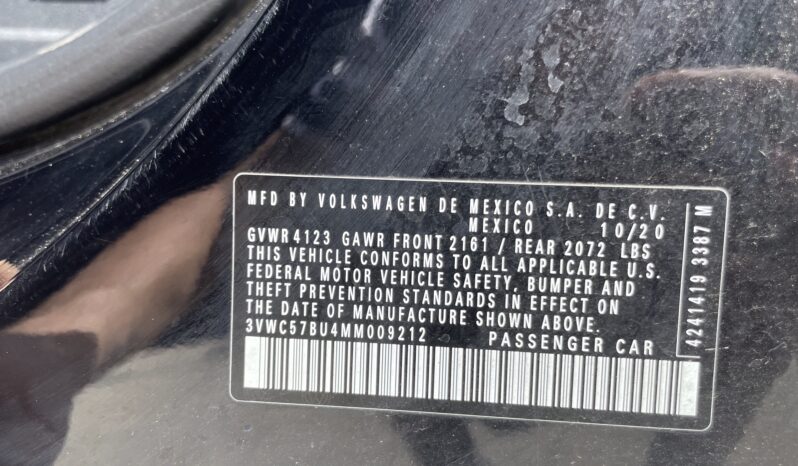 MFD BY VOLKSWAGEN DE MEXICO S.A. DE C.V.
MEXICO 10/20
GVWR 4123 GAWR FRONT 2161 / REAR 2072 LBS
THIS VEHICLE CONFORMS TO ALL APPLICABLE U.S.
FEDERAL MOTOR VEHICLE SAFETY, BUMPER AND
THEFT PREVENTION STANDARDS IN EFFECT ON
THE DATE OF MANUFACTURE SHOWN ABOVE.
3VWC57BU4MM009212 PASSENGER CAR
4241419 3387 M